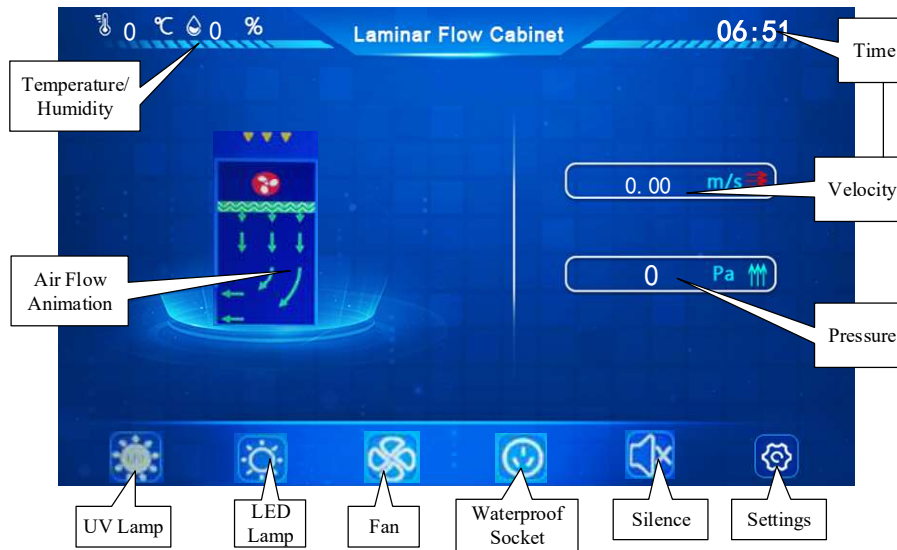 0 ℃ 0 %
Laminar Flow Cabinet
06:51
Time
Temperature/
Humidity
0.00 m/s
Velocity
Air Flow
Animation
0 Pa
Pressure
UV
UV Lamp
LED
Lamp
Fan
Waterproof
Socket
Silence
Settings